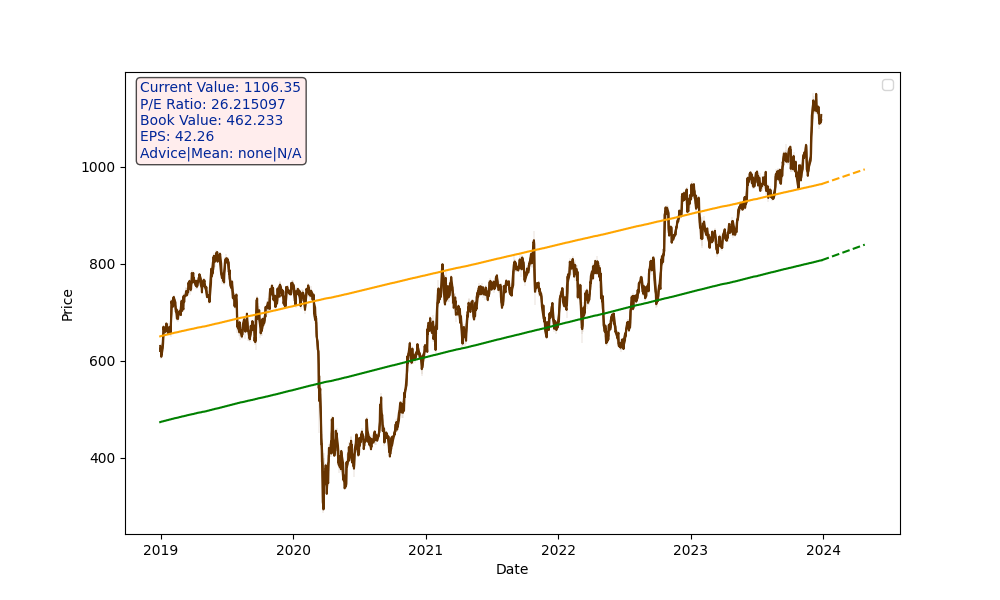 Current Value: 1106.35
P/E Ratio: 26.215097
Book Value: 462.233
EPS: 42.26
Advice|Mean: none|N/A
1000
800
600
400
Price
2019 2020 2021 2022 2023 2024
Date